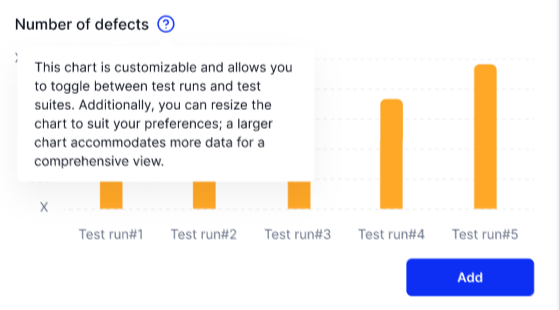 Number of defects ?
This chart is customizable and allows you
to toggle between test runs and test
suites. Additionally, you can resize the
chart to suit your preferences; a larger
chart accommodates more data for a
comprehensive view.
X
Test run#1 Test run#2 Test run#3 Test run#4 Test run#5
Add